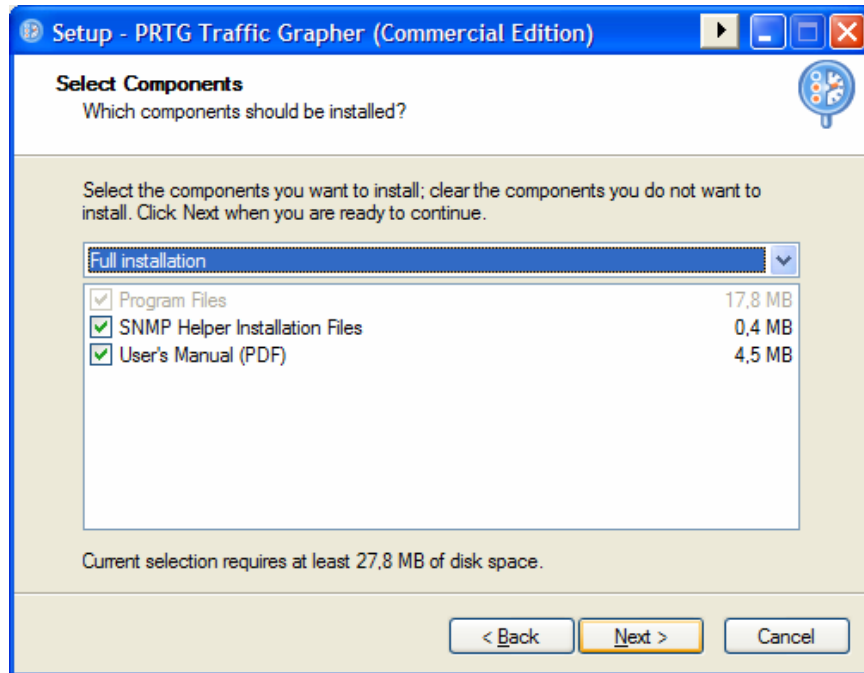 Setup - PRTG Traffic Grapher (Commercial Edition)
Select Components
Which components should be installed?
Select the components you want to install; clear the components you do not want to
install. Click Next when you are ready to continue.
Full installation
Program Files 17,8 MB
SNMP Helper Installation Files 0,4 MB
User's Manual (PDF) 4,5 MB
Current selection requires at least 27,8 MB of disk space.
< Back Next > Cancel